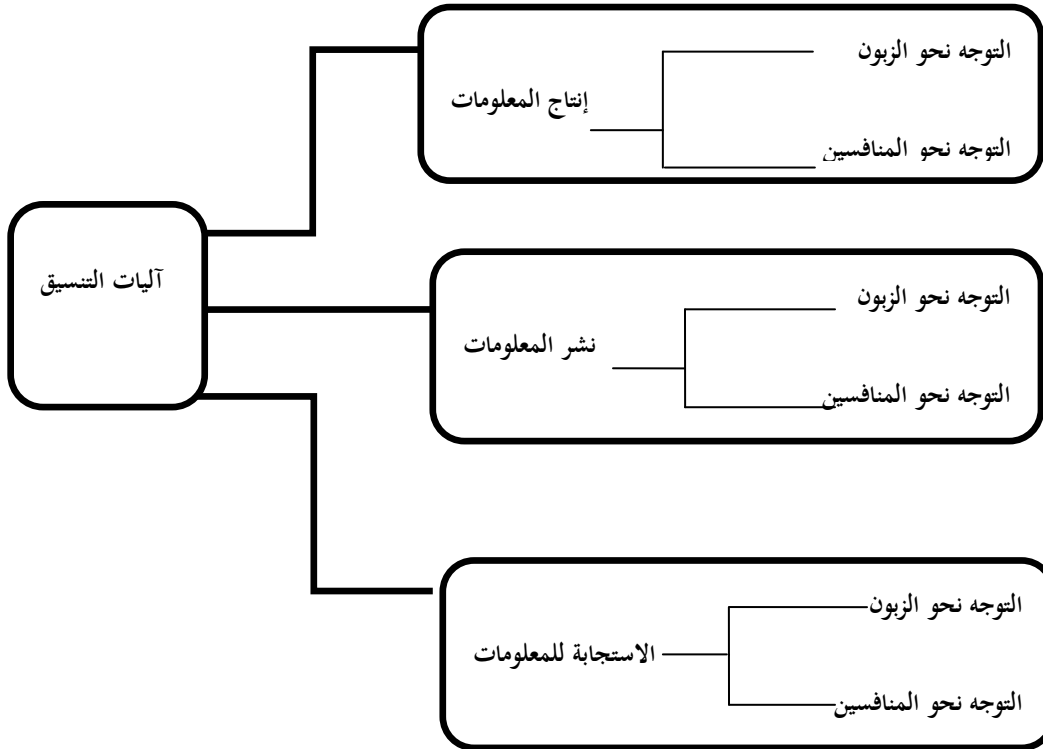 التوجه نحو الزبون
إنتاج المعلومات
التوجه نحو المنافسين
آليات التنسيق
التوجه نحو الزبون
نشر المعلومات
التوجه نحو المنافسين
التوجه نحو الزبون
الاستجابة للمعلومات
التوجه نحو المنافسين